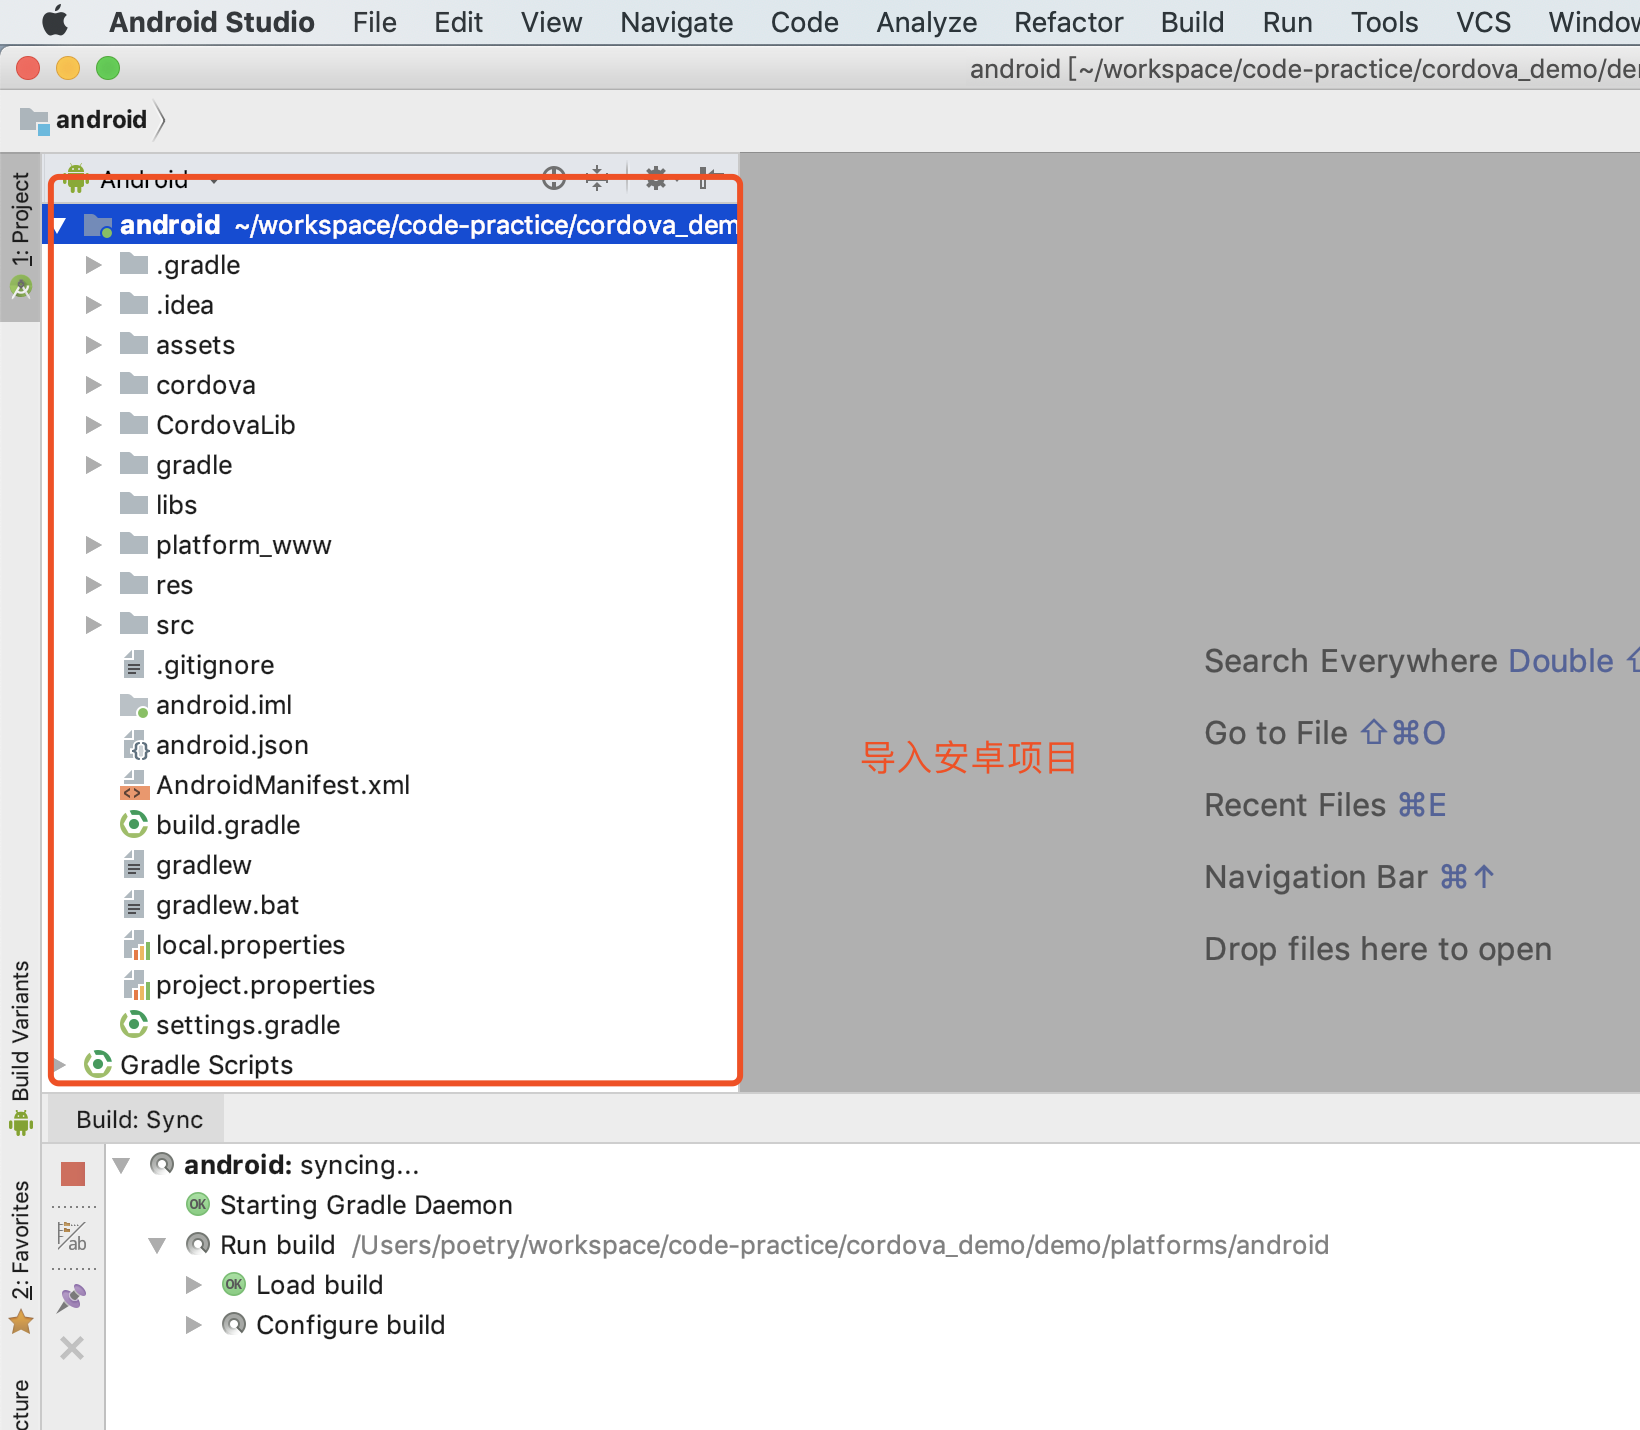 Android Studio File Edit View Navigate Code Analyze Refactor Build Run Tools VCS
android [~/workspace/code-practice/cordova_demo/
android
1: Project
Android
android ~/workspace/code-practice/cordova_dem
.gradle
.idea
assets
cordova
CordovaLib
gradle
libs
platform_www
res
src
.gitignore
android.iml
android.json
AndroidManifest.xml
build.gradle
gradlew
gradlew.bat
local.properties
project.properties
settings.gradle
Gradle Scripts
导入安卓项目
Search Everywhere Double ⇧
Go to File ⇧⌘O
Recent Files ⌘E
Navigation Bar ⌘↑
Drop files here to open
Build Variants
2: Favorites
cture
Build: Sync
android: syncing...
OK Starting Gradle Daemon
Run build /Users/poetry/workspace/code-practice/cordova_demo/demo/platforms/android
OK Load build
Configure build
ab